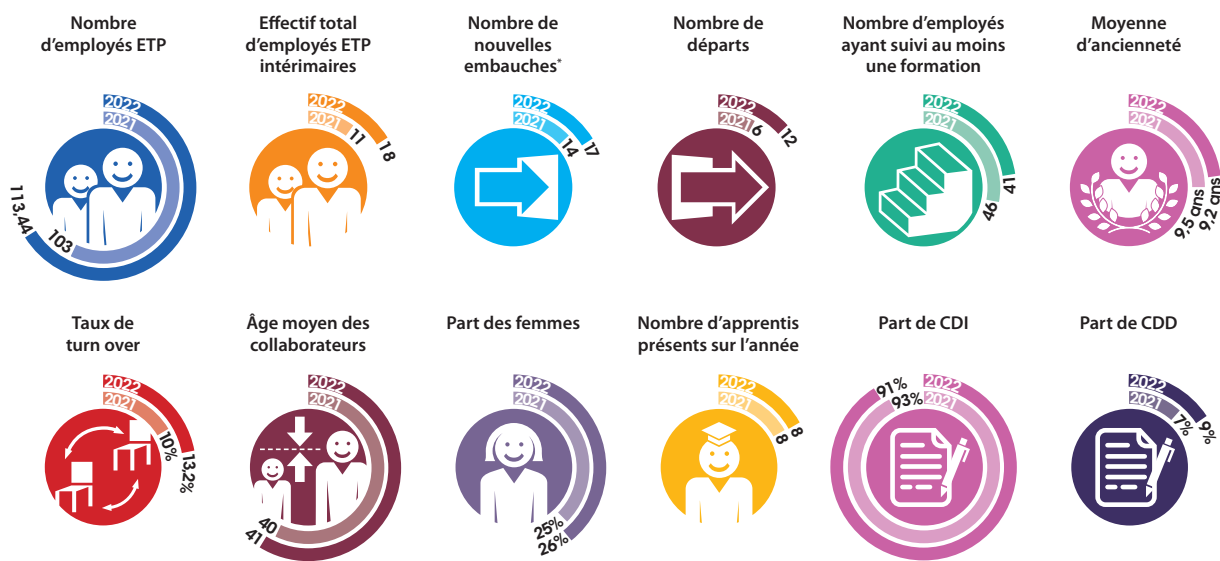 Nombre
d'employés ETP
2022
2021
113,44
103
Effectif total
d'employés ETP
intérimaires
2022
2021
11
18
Nombre de
nouvelles
embauches*
2022
2021
14
17
Nombre de
départs
2022
2021
6
12
Nombre d'employés
ayant suivi au moins
une formation
2022
2021
46
41
Moyenne
d'ancienneté
2022
2021
9,5 ans
9,2 ans
Taux de
turn over
2022
2021
10%
13,2%
Âge moyen des
collaborateurs
2022
2021
40
41
Part des femmes
2022
2021
25%
26%
Nombre d'apprentis
présents sur l'année
2022
2021
8
8
Part de CDI
2022
2021
91%
93%
Part de CDD
2022
2021
7%
9%